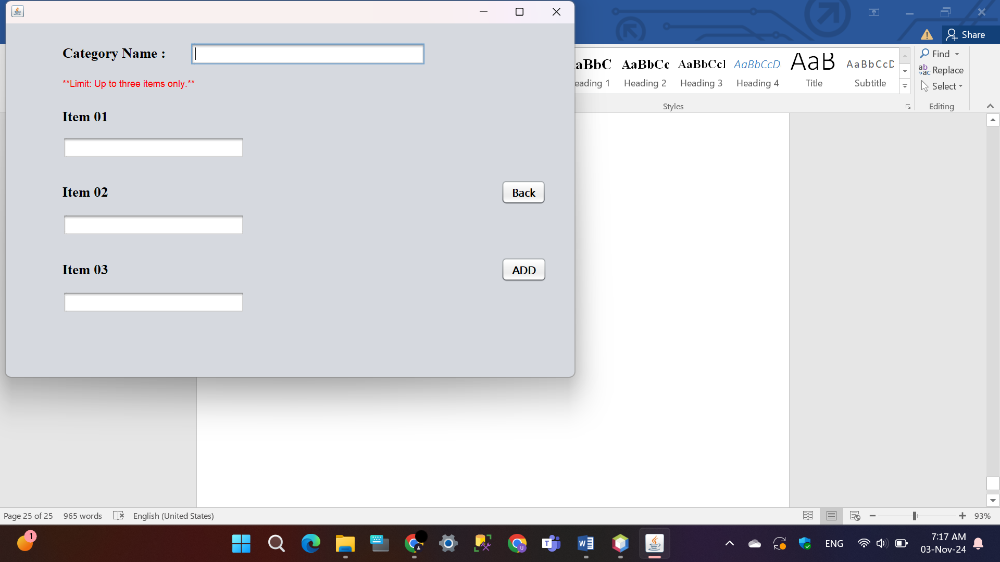 Category Name :
**Limit: Up to three items only.**
Item 01
Item 02
Back
Item 03
ADD
Share
aBbC AaBbCc AaBbCcI AaBbCcD AaB AaBbCcD
eading 1 Heading 2 Heading 3 Heading 4 Title Subtitle
Styles
Find
Replace
Select
Editing
Page 25 of 25 965 words English (United States)
93%
1
U
T
W
ENG
7:17 AM
03-Nov-24